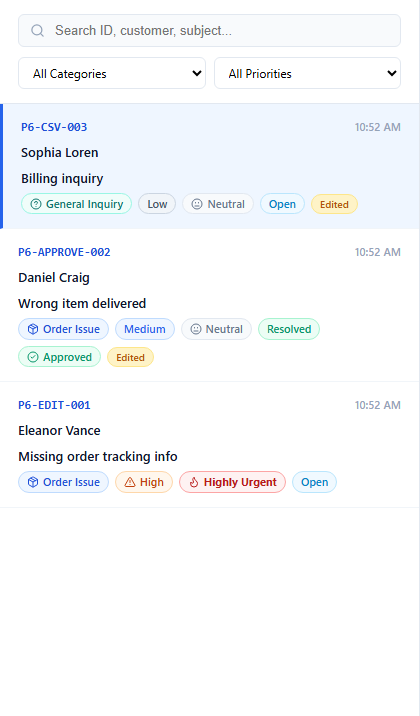 Search ID, customer, subject...
All Categories All Priorities
P6-CSV-003 10:52 AM
Sophia Loren
Billing inquiry
General Inquiry Low Neutral Open Edited
P6-APPROVE-002 10:52 AM
Daniel Craig
Wrong item delivered
Order Issue Medium Neutral Resolved
Approved Edited
P6-EDIT-001 10:52 AM
Eleanor Vance
Missing order tracking info
Order Issue High Highly Urgent Open